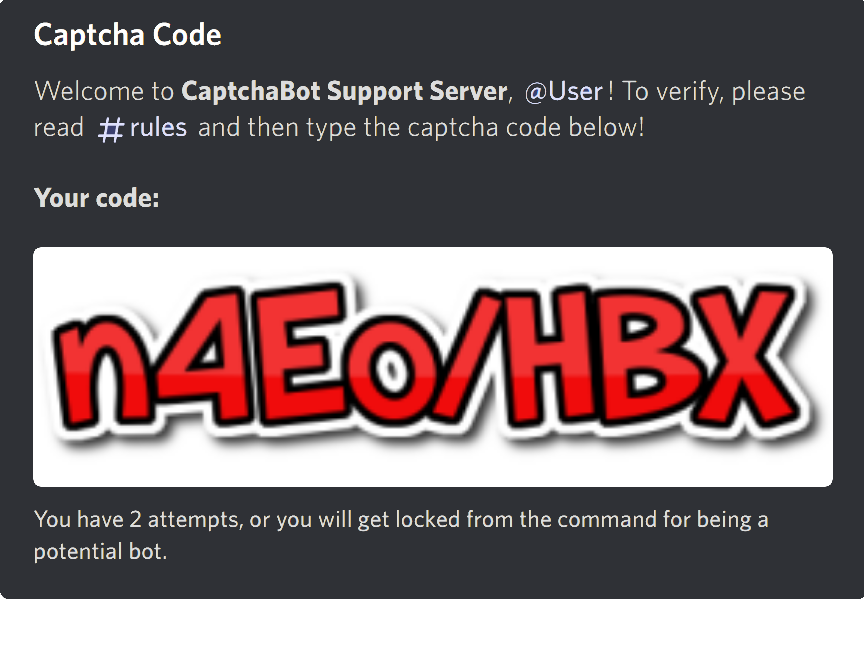 Captcha Code
Welcome to CaptchaBot Support Server, @User! To verify, please
read #rules and then type the captcha code below!
Your code:
n4Eo/HBX
You have 2 attempts, or you will get locked from the command for being a
potential bot.